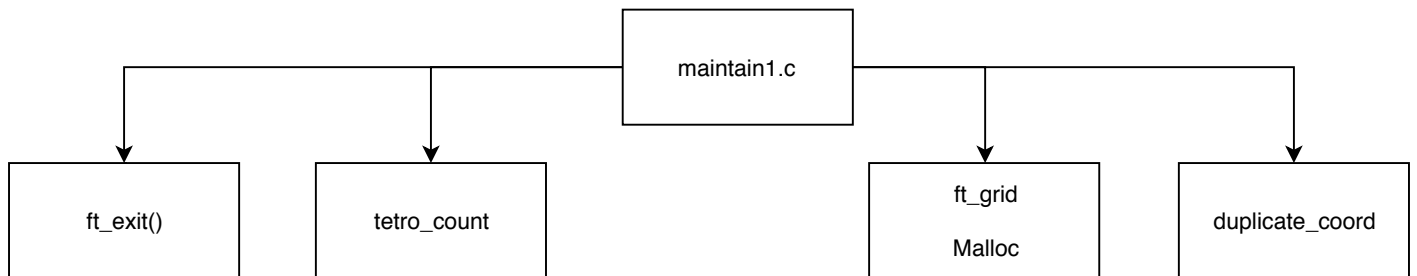 maintain1.c
ft_exit()
tetro_count
ft_grid
Malloc
duplicate_coord